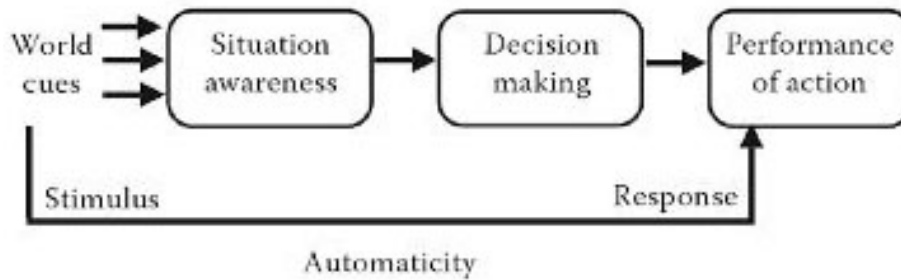 World
cues
Situation
awareness
Decision
making
Performance
of action
Stimulus
Response
Automaticity